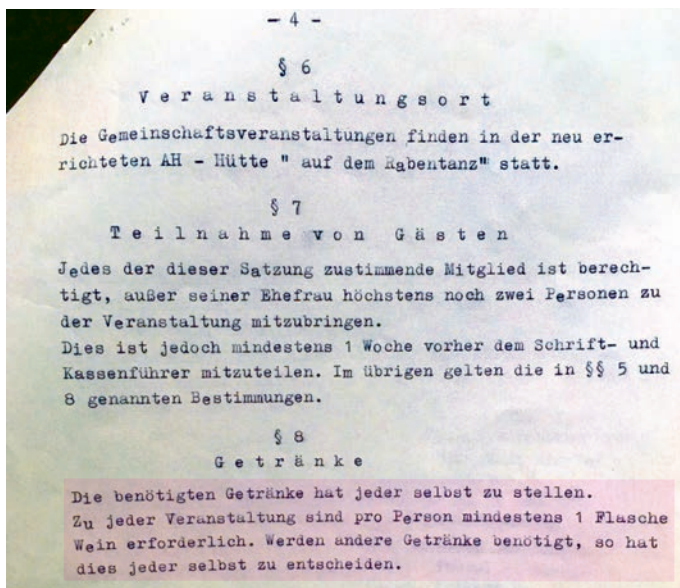 - 4 -
§ 6
V e r a n s t a l t u n g s o r t
Die Gemeinschaftsveranstaltungen finden in der neu er-
richteten AH - Hütte " auf dem Rabentanz" statt.
§ 7
T e i l n a h m e v o n G ä s t e n
Jedes der dieser Satzung zustimmende Mitglied ist berech-
tigt, außer seiner Ehefrau höchstens noch zwei Personen zu
der Veranstaltung mitzubringen.
Dies ist jedoch mindestens 1 Woche vorher dem Schrift- und
Kassenführer mitzuteilen. Im übrigen gelten die in §§ 5 und
8 genannten Bestimmungen.
§ 8
G e t r ä n k e
Die benötigten Getränke hat jeder selbst zu stellen.
Zu jeder Veranstaltung sind pro Person mindestens 1 Flasche
Wein erforderlich. Werden andere Getränke benötigt, so hat
dies jeder selbst zu entscheiden.